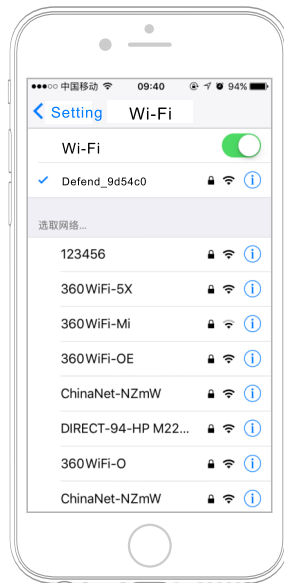 中国移动 09:40 94%
Setting Wi-Fi
Wi-Fi
Defend_9d54c0
选取网络...
123456
360WiFi-5X
360WiFi-Mi
360WiFi-OE
ChinaNet-NZmW
DIRECT-94-HP M22...
360WiFi-O
ChinaNet-NZmW